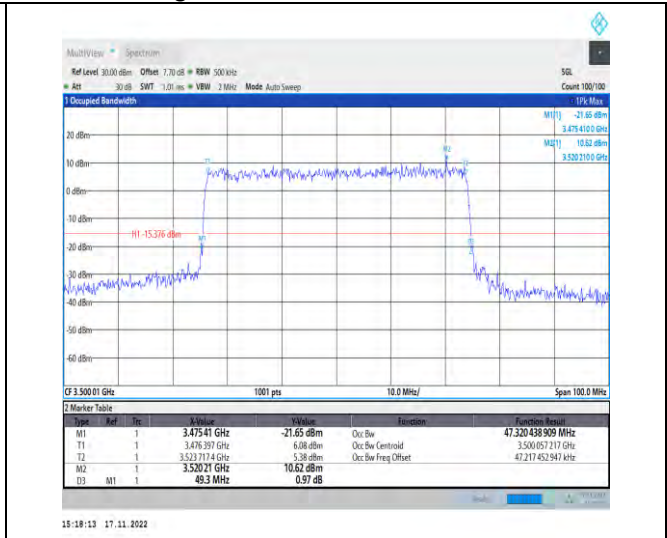 MultiView Spectrum
Ref Level 30.00 dBm Offset 7.70 dB RBW 500 kHz SGL
Att 30 dB SWT 1.01 ms VBW 2 MHz Mode Auto Sweep Count 100/100
1 Occupied Bandwidth 1Pk Max
M1[1] -21.65 dBm
3.475 410 0 GHz
M2[1] 10.62 dBm
3.520 210 0 GHz
20 dBm
M2
T1 T2
10 dBm
0 dBm
-10 dBm
H1 -15.376 dBm
M1
-20 dBm
-30 dBm
-40 dBm
-50 dBm
-60 dBm
CF 3.500 01 GHz 1001 pts 10.0 MHz/ Span 100.0 MHz
2 Marker Table
Type Ref Trc X-Value Y-Value Function Function Result
M1 1 3.475 41 GHz -21.65 dBm Occ Bw 47.320 438 909 MHz
T1 1 3.476 397 GHz 6.08 dBm Occ Bw Centroid 3.500 057 217 GHz
T2 1 3.523 717 4 GHz 5.38 dBm Occ Bw Freq Offset 47.217 452 947 kHz
M2 1 3.520 21 GHz 10.62 dBm
D3 M1 1 49.3 MHz 0.97 dB
15:18:13 17.11.2022